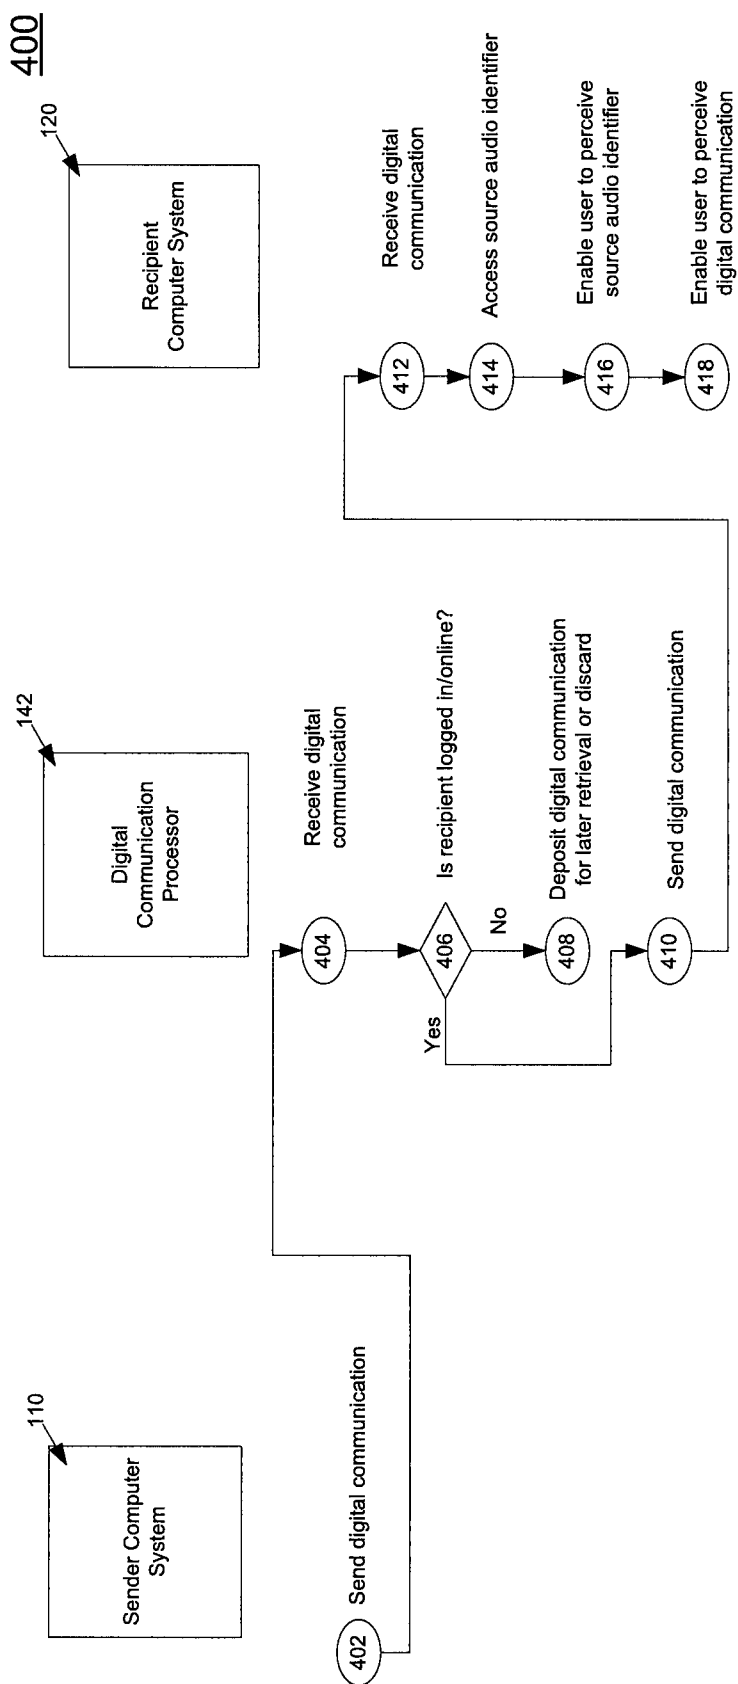 400
110
Sender Computer
System
402
Send digital communication
142
Digital
Communication
Processor
404
Receive digital
communication
406
Is recipient logged in/online?
Yes
No
408
Deposit digital communication
for later retrieval or discard
410
Send digital communication
120
Recipient
Computer System
412
Receive digital
communication
414
Access source audio identifier
416
Enable user to perceive
source audio identifier
418
Enable user to perceive
digital communication